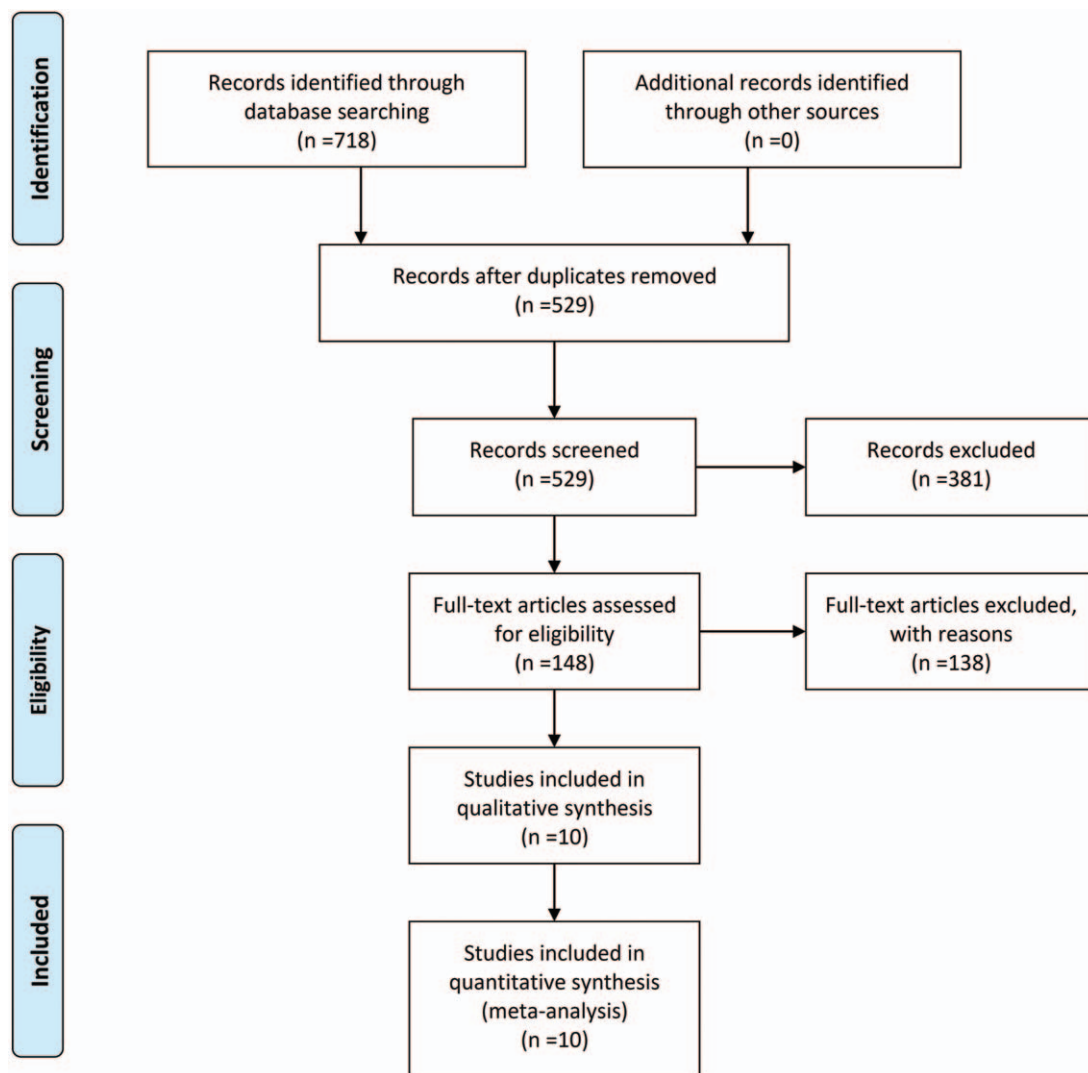 Identification
Records identified through
database searching
(n =718)
Additional records identified
through other sources
(n =0)
Records after duplicates removed
(n =529)
Screening
Records screened
(n =529)
Records excluded
(n =381)
Eligibility
Full-text articles assessed
for eligibility
(n =148)
Full-text articles excluded,
with reasons
(n =138)
Studies included in
qualitative synthesis
(n =10)
Included
Studies included in
quantitative synthesis
(meta-analysis)
(n =10)